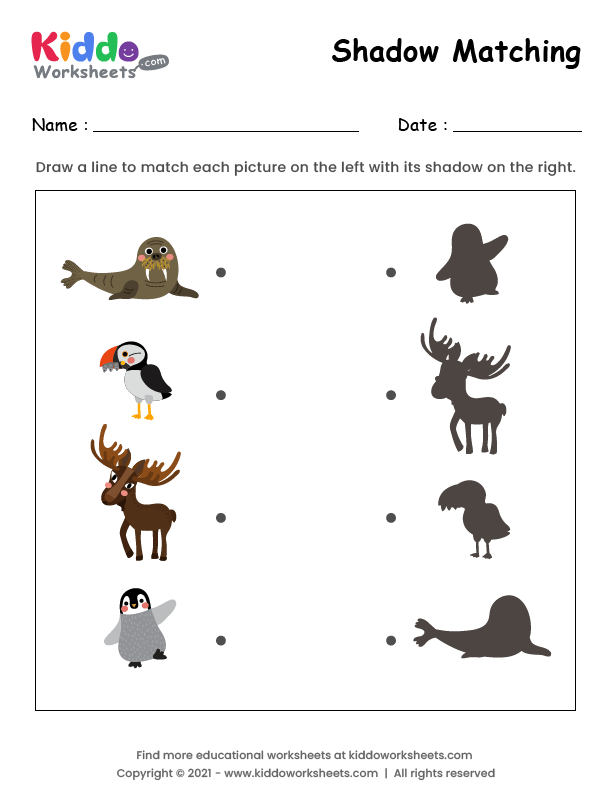 Kiddo
Worksheets.com
Shadow Matching
Name : Date :
Draw a line to match each picture on the left with its shadow on the right.
Find more educational worksheets at kiddoworksheets.com
Copyright © 2021 - www.kiddoworksheets.com | All rights reserved